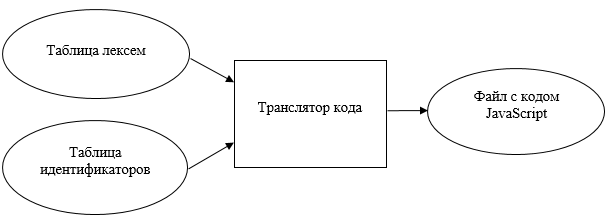 Таблица лексем
Транслятор кода
Файл с кодом
JavaScript
Таблица
идентификаторов